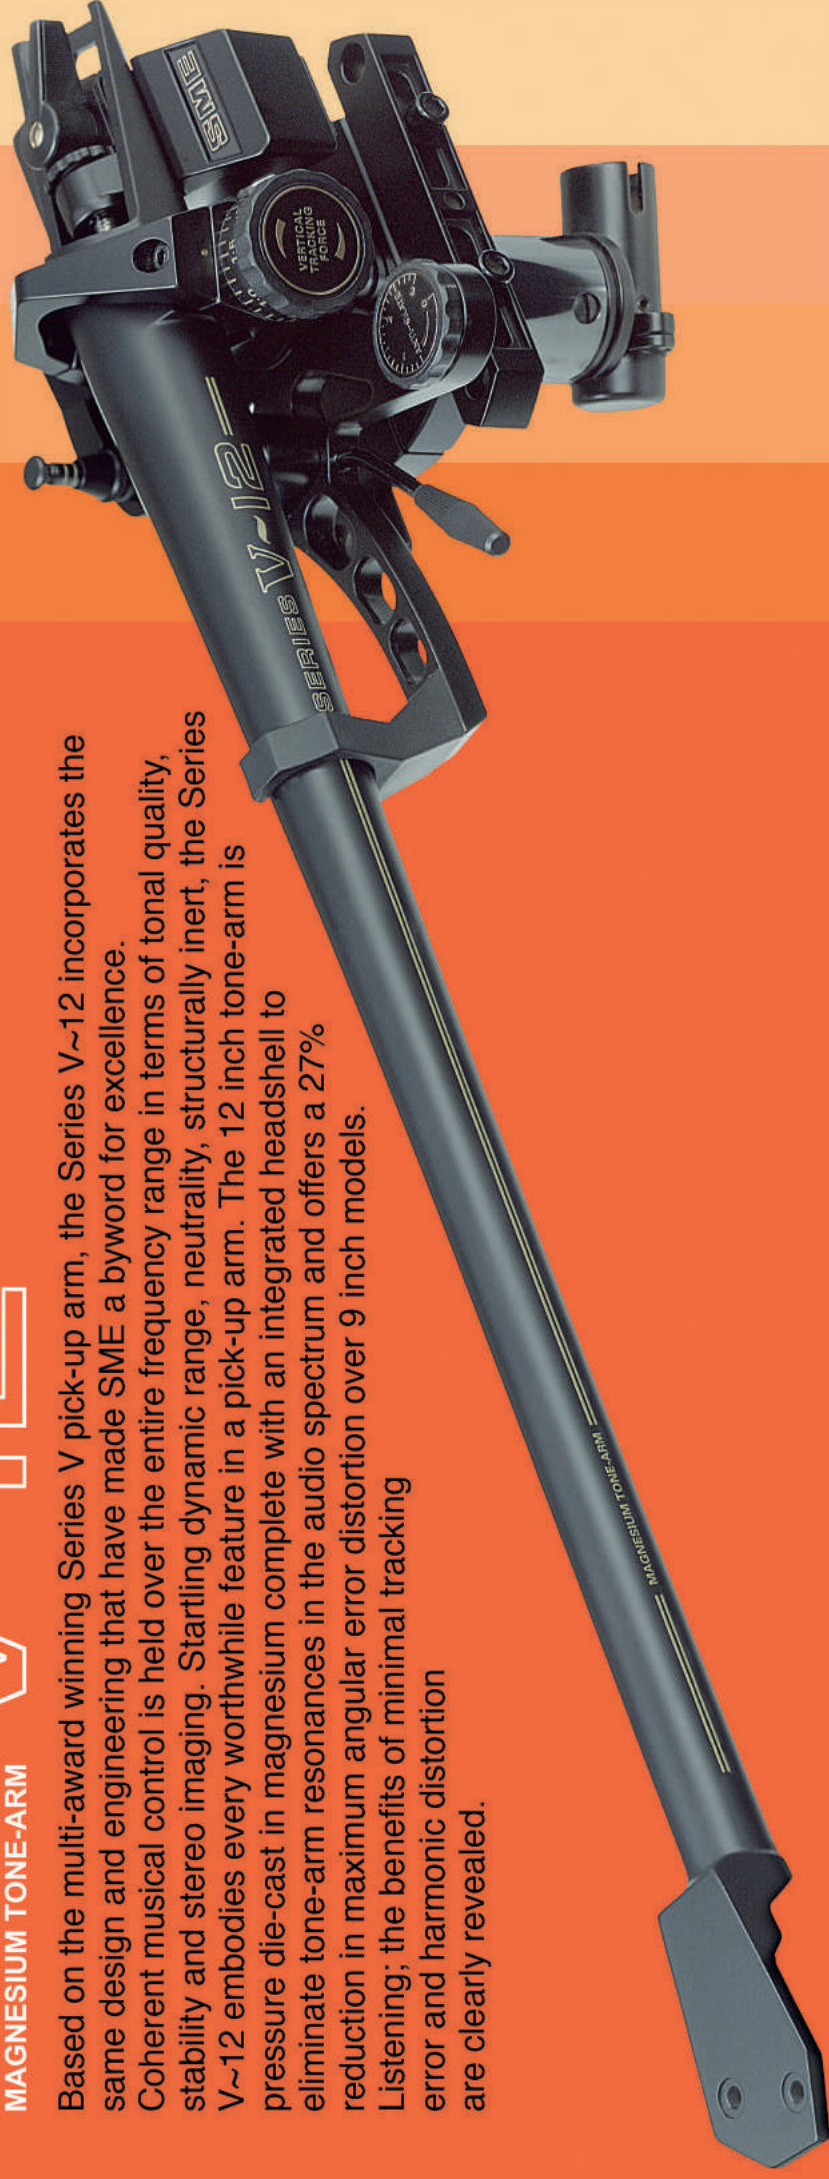 MAGNESIUM TONE-ARM
Based on the multi-award winning Series V pick-up arm, the Series V~12 incorporates the
same design and engineering that have made SME a byword for excellence.
Coherent musical control is held over the entire frequency range in terms of tonal quality,
stability and stereo imaging. Startling dynamic range, neutrality, structurally inert, the Series
V~12 embodies every worthwhile feature in a pick-up arm. The 12 inch tone-arm is
pressure die-cast in magnesium complete with an integrated headshell to
eliminate tone-arm resonances in the audio spectrum and offers a 27%
reduction in maximum angular error distortion over 9 inch models.
Listening; the benefits of minimal tracking
error and harmonic distortion
are clearly revealed.
SME
VERTICAL
TRACKING
FORCE
ANTI-SKATE
SERIES V~12
MAGNESIUM TONE-ARM